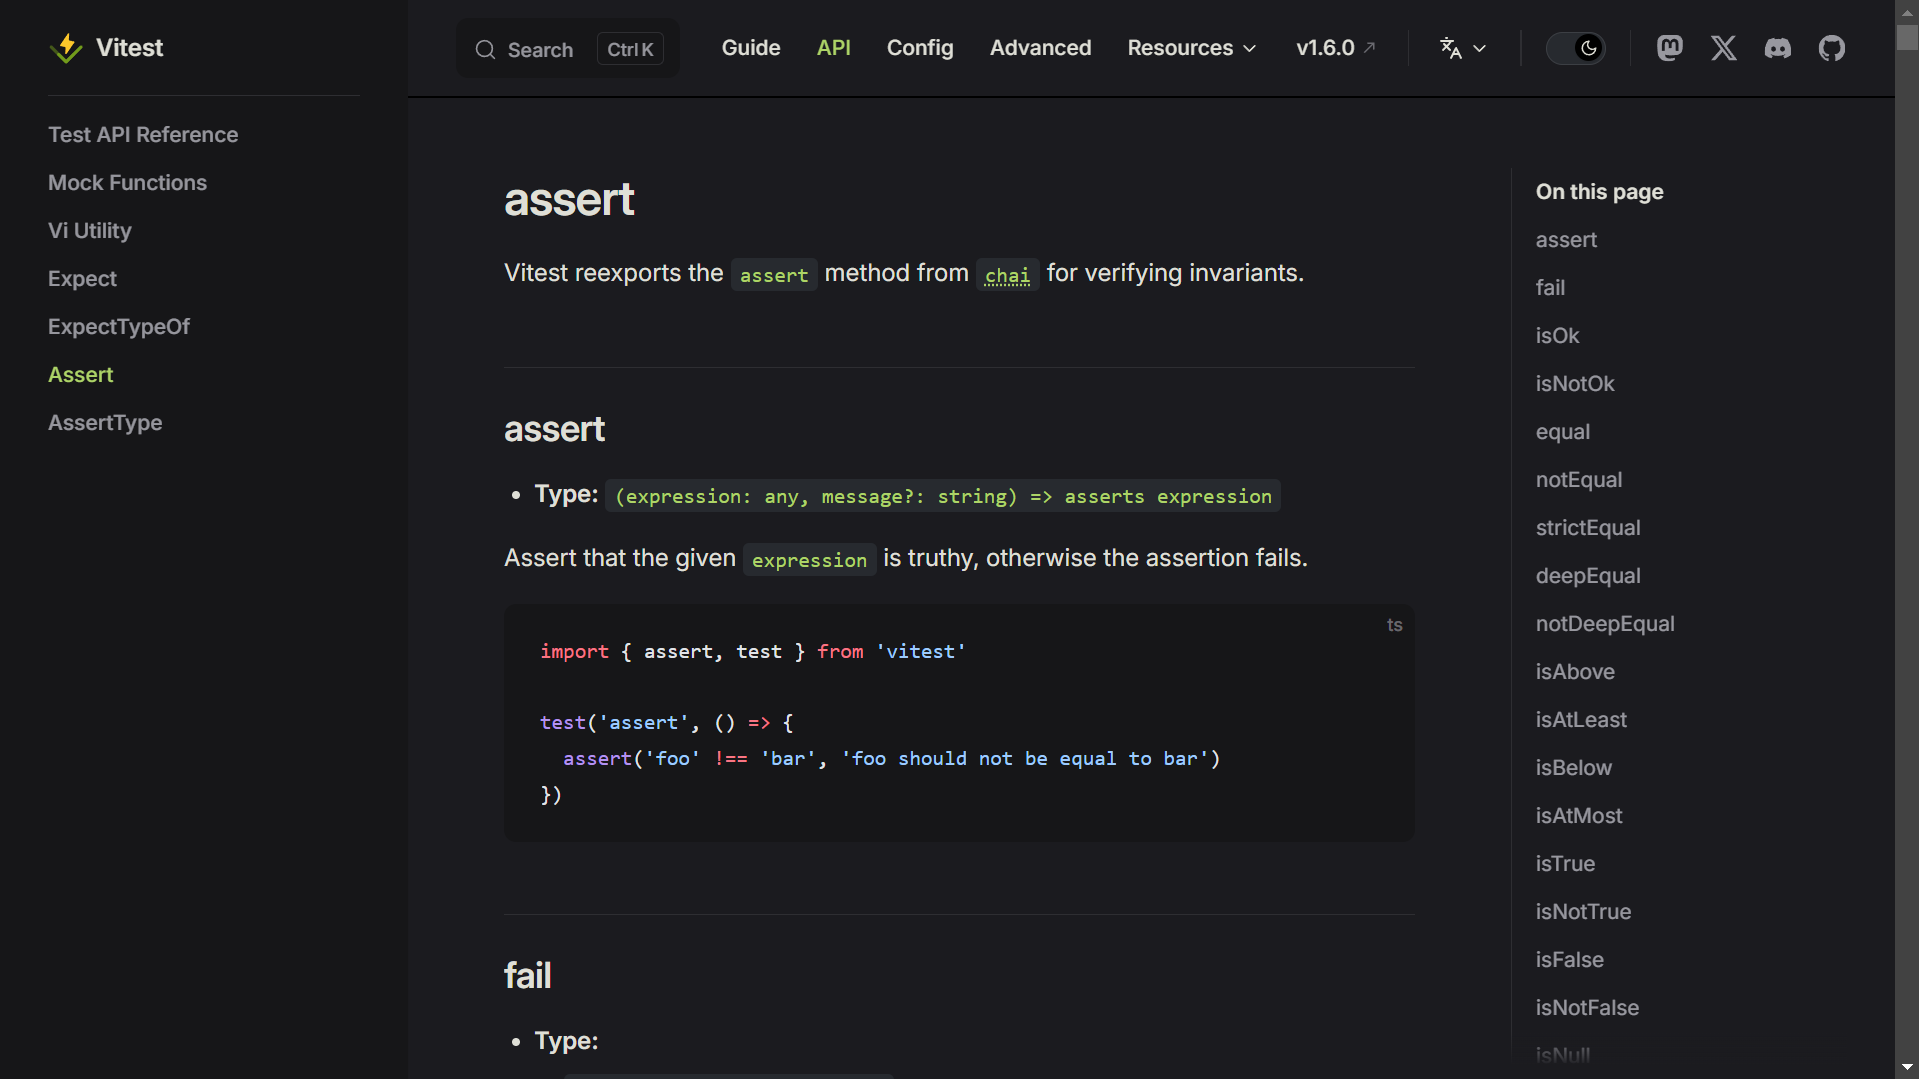 Vitest
Search
Ctrl K
Guide
API
Config
Advanced
Resources
v1.6.0
Test API Reference
Mock Functions
Vi Utility
Expect
ExpectTypeOf
Assert
AssertType
assert
Vitest reexports the assert method from chai for verifying invariants.
assert
• Type: (expression: any, message?: string) => asserts expression
Assert that the given expression is truthy, otherwise the assertion fails.
ts
import { assert, test } from 'vitest'
test('assert', () => {
  assert('foo' !== 'bar', 'foo should not be equal to bar')
})
fail
• Type:
On this page
assert
fail
isOk
isNotOk
equal
notEqual
strictEqual
deepEqual
notDeepEqual
isAbove
isAtLeast
isBelow
isAtMost
isTrue
isNotTrue
isFalse
isNotFalse
isNull